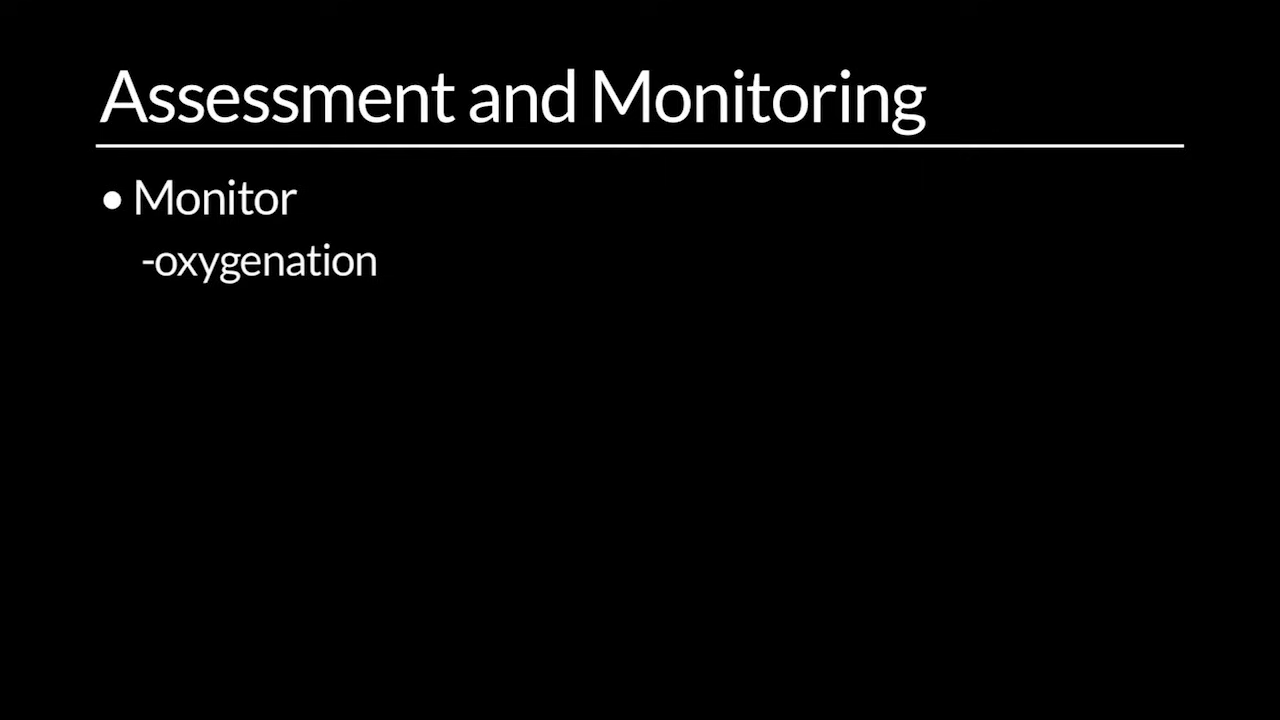 Assessment and Monitoring
• Monitor
-oxygenation